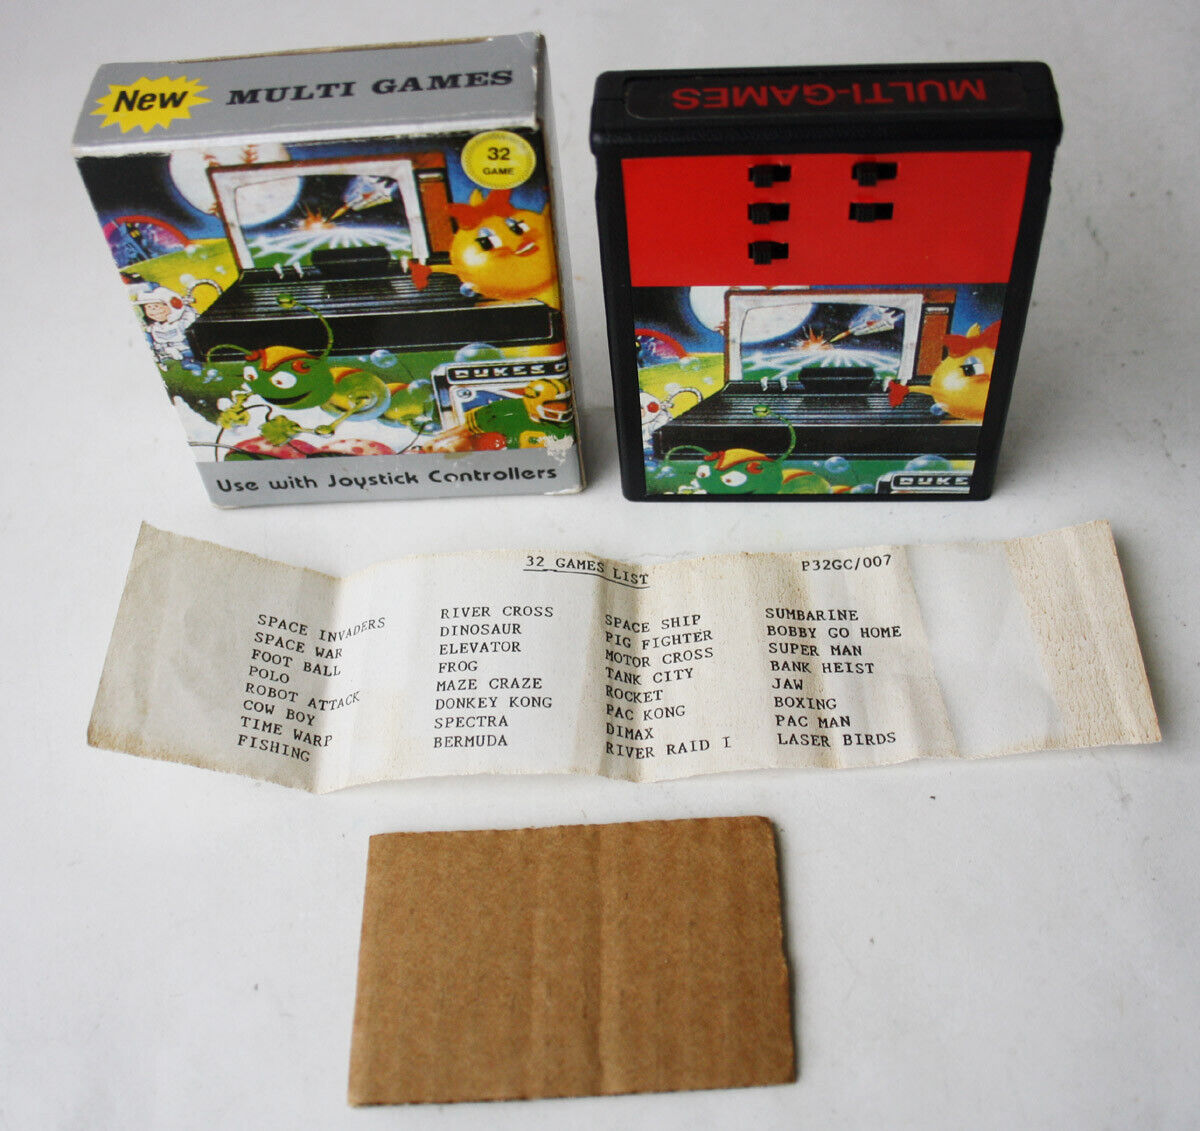 New
MULTI GAMES
32
GAME
DUKES
Use with Joystick Controllers
MULTI-GAMES
DUKE
32 GAMES LIST
P32GC/007
SPACE INVADERS
SPACE WAR
FOOT BALL
POLO
ROBOT ATTACK
COW BOY
TIME WARP
FISHING
RIVER CROSS
DINOSAUR
ELEVATOR
FROG
MAZE CRAZE
DONKEY KONG
SPECTRA
BERMUDA
SPACE SHIP
PIG FIGHTER
MOTOR CROSS
TANK CITY
ROCKET
PAC KONG
DIMAX
RIVER RAID I
SUMBARINE
BOBBY GO HOME
SUPER MAN
BANK HEIST
JAW
BOXING
PAC MAN
LASER BIRDS